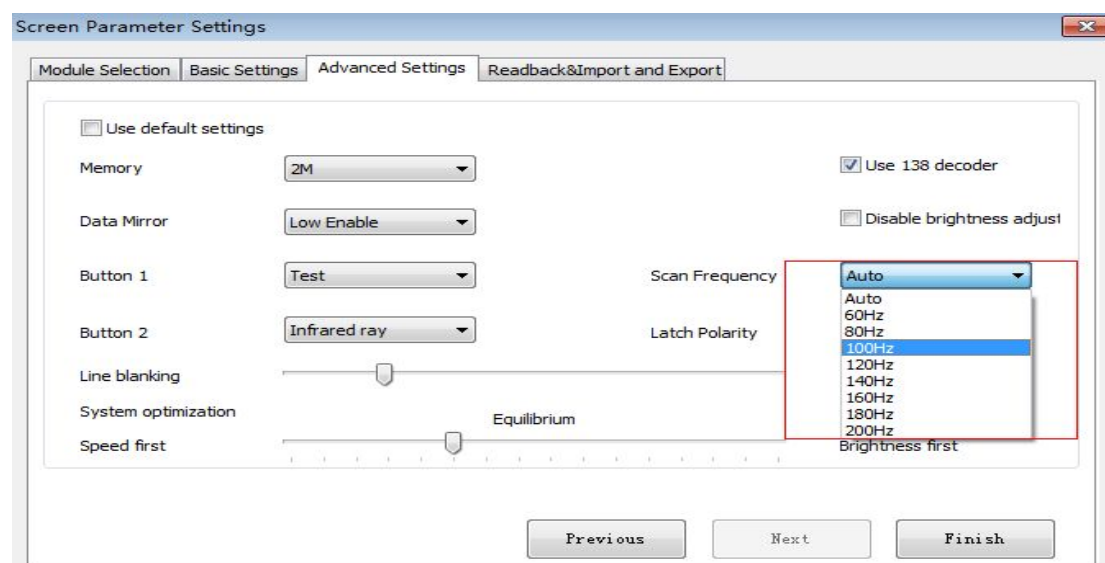 Screen Parameter Settings
Module Selection Basic Settings Advanced Settings Readback&Import and Export
Use default settings
Memory 2M Use 138 decoder
Data Mirror Low Enable Disable brightness adjust
Button 1 Test Scan Frequency Auto
Auto
60Hz
Button 2 Infrared ray Latch Polarity 80Hz
100Hz
120Hz
Line blanking 140Hz
160Hz
System optimization Equilibrium 180Hz
200Hz
Speed first Brightness first
Previous Next Finish